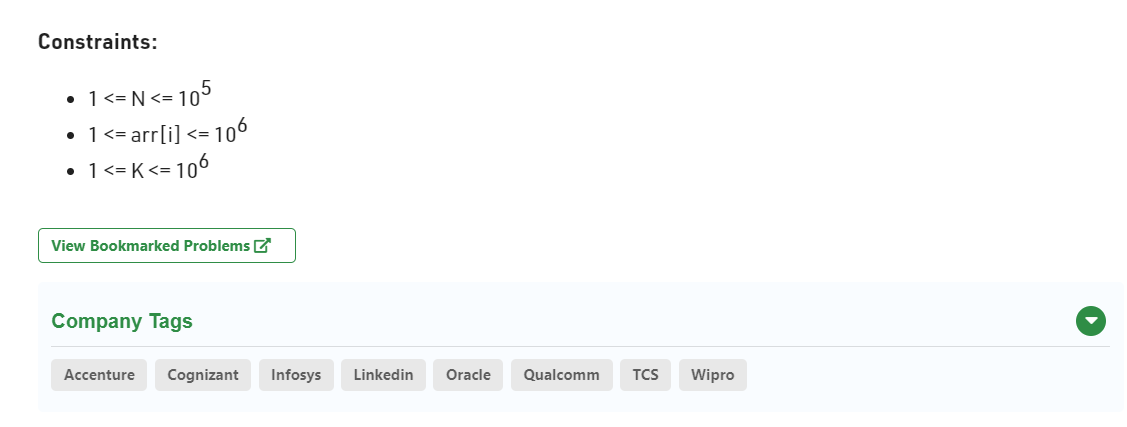 Constraints:
• 1 <= N <= 10^5
• 1 <= arr[i] <= 10^6
• 1 <= K <= 10^6
View Bookmarked Problems
Company Tags
Accenture Cognizant Infosys Linkedin Oracle Qualcomm TCS Wipro